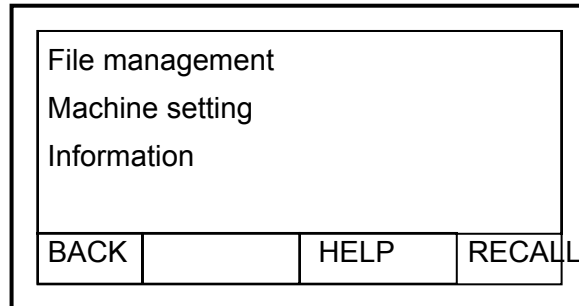 File management
Machine setting
Information
BACK HELP RECALL